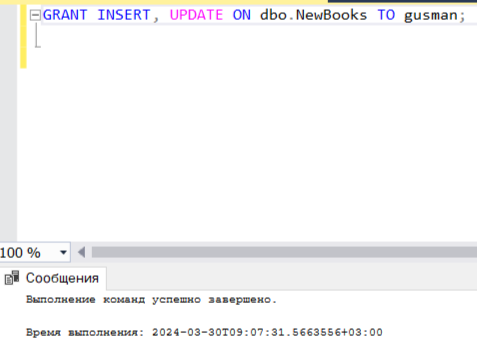 GRANT INSERT, UPDATE ON dbo.NewBooks TO gusman;
100 %
Сообщения
Выполнение команд успешно завершено.
Время выполнения: 2024-03-30T09:07:31.5663556+03:00